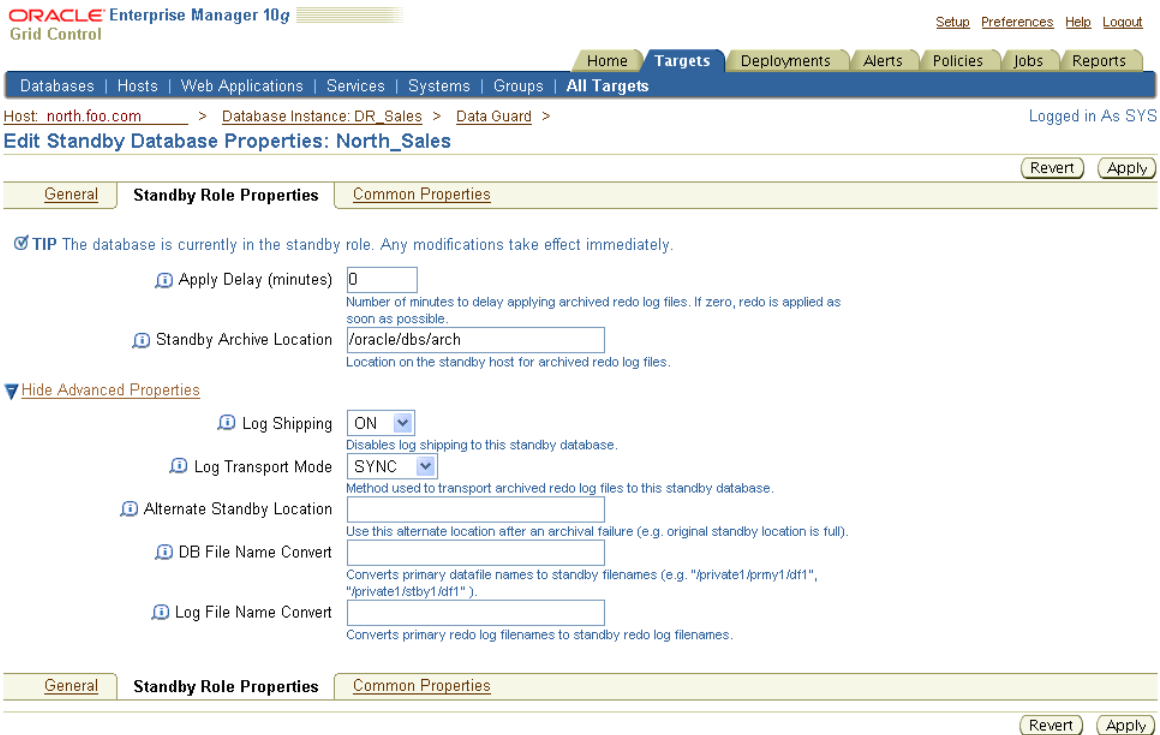 ORACLE Enterprise Manager 10g
Grid Control
Setup Preferences Help Logout
Home Targets Deployments Alerts Policies Jobs Reports
Databases | Hosts | Web Applications | Services | Systems | Groups | All Targets
Host: north.foo.com > Database Instance: DR_Sales > Data Guard >
Logged in As SYS
Edit Standby Database Properties: North_Sales
Revert Apply
General Standby Role Properties Common Properties
TIP The database is currently in the standby role. Any modifications take effect immediately.
Apply Delay (minutes) 0
Number of minutes to delay applying archived redo log files. If zero, redo is applied as
soon as possible.
Standby Archive Location /oracle/dbs/arch
Location on the standby host for archived redo log files.
Hide Advanced Properties
Log Shipping ON
Disables log shipping to this standby database.
Log Transport Mode SYNC
Method used to transport archived redo log files to this standby database.
Alternate Standby Location
Use this alternate location after an archival failure (e.g. original standby location is full).
DB File Name Convert
Converts primary datafile names to standby filenames (e.g. "/private1/prmy1/df1",
"/private1/stby1/df1" ).
Log File Name Convert
Converts primary redo log filenames to standby redo log filenames.
General Standby Role Properties Common Properties
Revert Apply